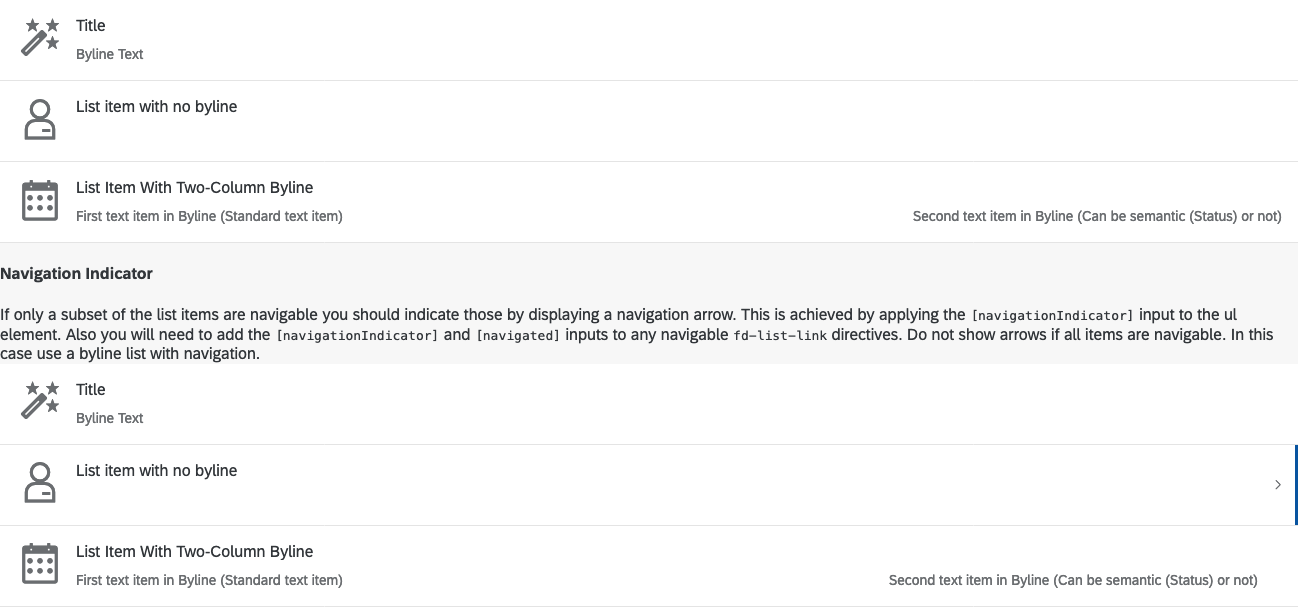 Title
Byline Text
List item with no byline
List Item With Two-Column Byline
First text item in Byline (Standard text item) Second text item in Byline (Can be semantic (Status) or not)
Navigation Indicator
If only a subset of the list items are navigable you should indicate those by displaying a navigation arrow. This is achieved by applying the [navigationIndicator] input to the ul
element. Also you will need to add the [navigationIndicator] and [navigated] inputs to any navigable fd-list-link directives. Do not show arrows if all items are navigable. In this
case use a byline list with navigation.
Title
Byline Text
List item with no byline
List Item With Two-Column Byline
First text item in Byline (Standard text item) Second text item in Byline (Can be semantic (Status) or not)